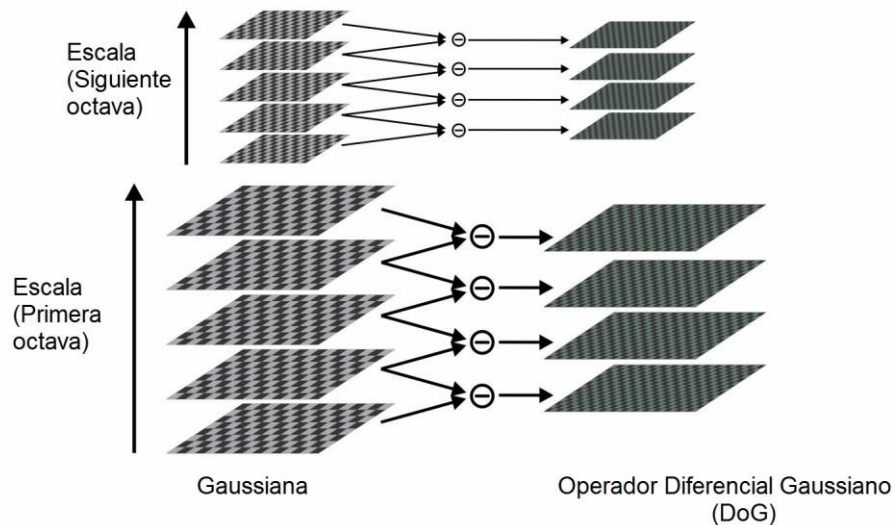 Escala
(Siguiente
octava)
Escala
(Primera
octava)
Gaussiana
Operador Diferencial Gaussiano
(DoG)